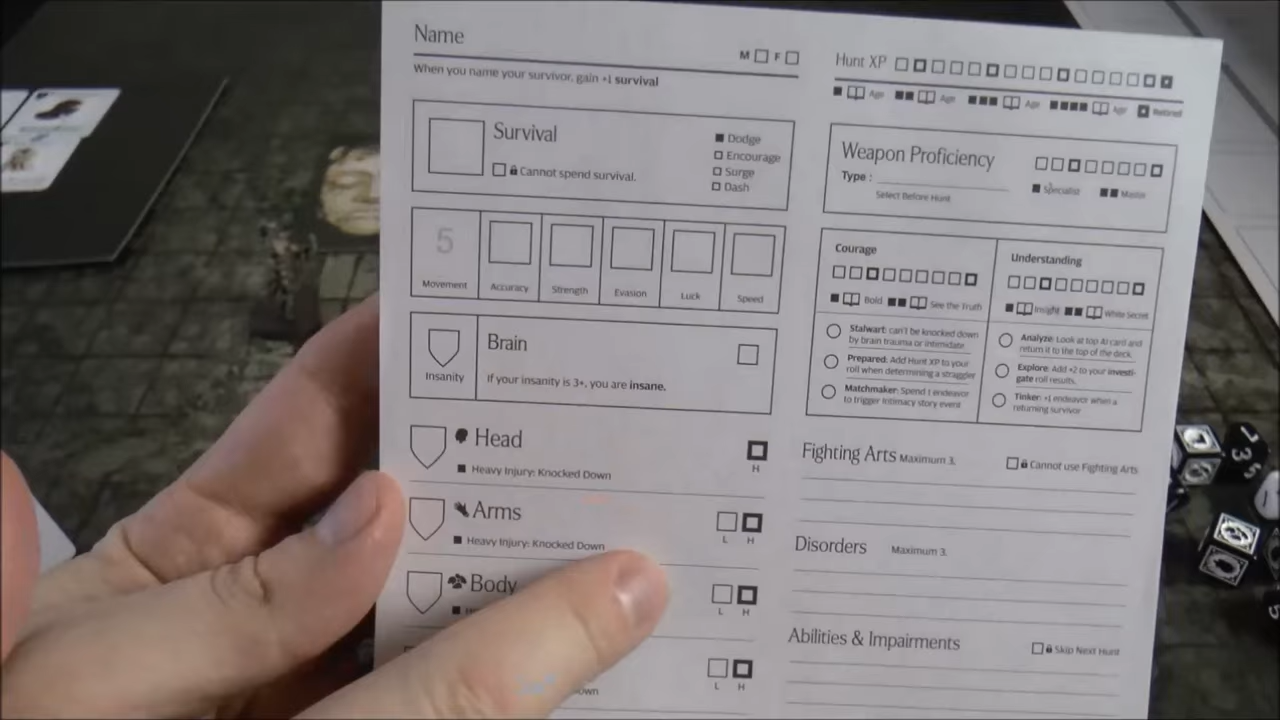 Name
M F
When you name your survivor, gain +1 survival
Survival
Cannot spend survival.
Dodge
Encourage
Surge
Dash
5
Movement
Accuracy
Strength
Evasion
Luck
Speed
Insanity
Brain
If your insanity is 3+, you are insane.
Head
Heavy Injury: Knocked Down
H
Arms
Heavy Injury: Knocked Down
L H
Body
L H
L H
Hunt XP
Age Age Age Age Retired
Weapon Proficiency
Type :
Select Before Hunt
Specialist Master
Courage
Bold See the Truth
Stalwart: can't be knocked down
by brain trauma or intimidate
Prepared: Add Hunt XP to your
roll when determining a straggler
Matchmaker: Spend 1 endeavor
to trigger intimacy story event
Understanding
Insight White Secret
Analyze: Look at top AI card and
return it to the top of the deck.
Explore: Add +2 to your investi-
gate roll results.
Tinker: +1 endeavor when a
returning survivor
Fighting Arts Maximum 3.
Cannot use Fighting Arts
Disorders Maximum 3.
Abilities & Impairments
Skip Next Hunt